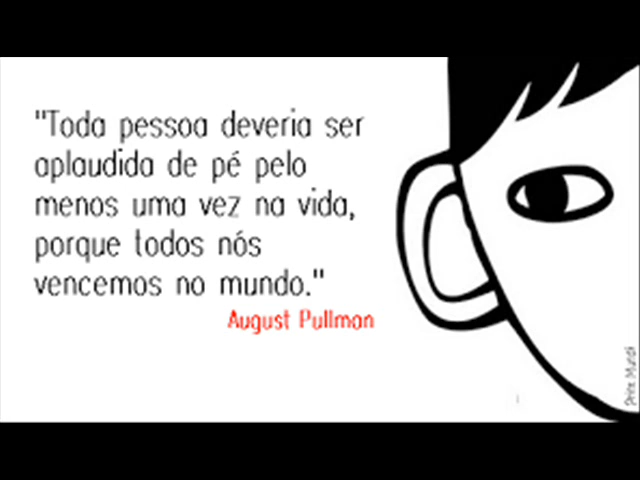 "Toda pessoa deveria ser
aplaudida de pé pelo
menos uma vez na vida,
porque todos nós
vencemos no mundo."
August Pullman